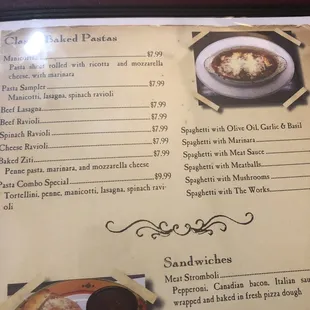 Baked Pastas
$7.99
Pasta shell rolled with ricotta and mozzarella
cheese, with marinara
Pasta Sampler $7.99
Manicotti, lasagna, spinach ravioli
Beef Lasagna $7.99
Beef Ravioli $7.99
Spinach Ravioli $7.99
Cheese Ravioli $7.99
Baked Ziti $7.99
Penne pasta, marinara, and mozzarella cheese
Pasta Combo Special $9.99
Tortellini, penne, manicotti, lasagna, spinach ravi-
oli
Spaghetti with Olive Oil, Garlic & Basil
Spaghetti with Marinara
Spaghetti with Meat Sauce
Spaghetti with Meatballs
Spaghetti with Mushrooms
Spaghetti with The Works
Sandwiches
Meat Stromboli
Pepperoni, Canadian bacon, Italian sau
wrapped and baked in fresh pizza dough